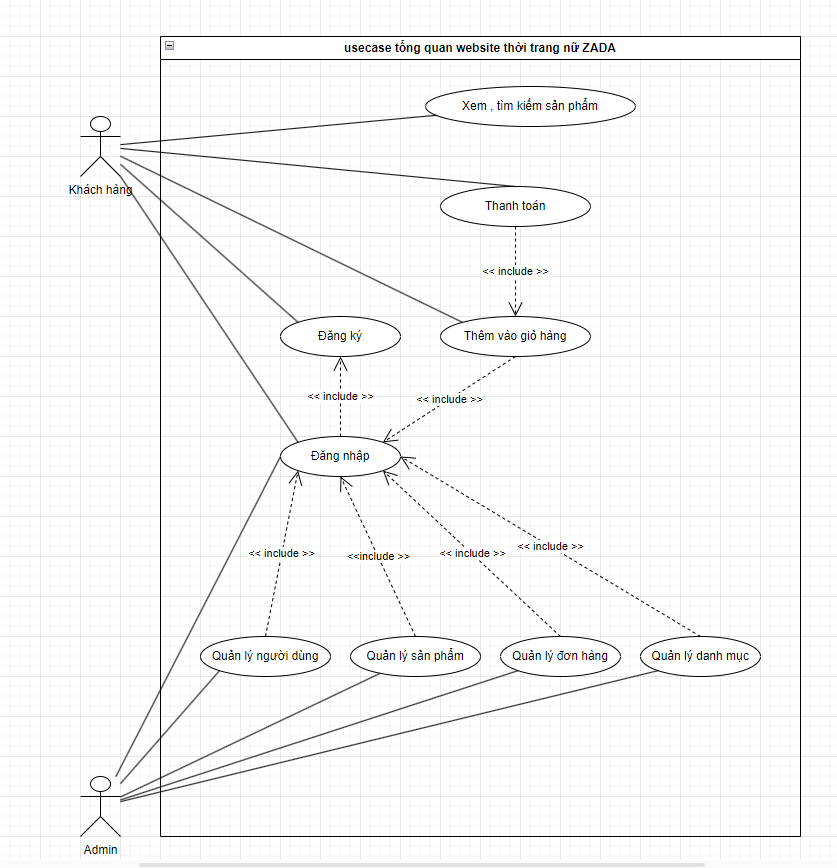 usecase tổng quan website thời trang nữ ZADA
Xem , tìm kiếm sản phẩm
Khách hàng
Thanh toán
<< include >>
Đăng ký
Thêm vào giỏ hàng
<< include >>
<< include >>
Đăng nhập
<< include >>
<<include >>
<< include >>
<< include >>
Quản lý người dùng
Quản lý sản phẩm
Quản lý đơn hàng
Quản lý danh mục
Admin